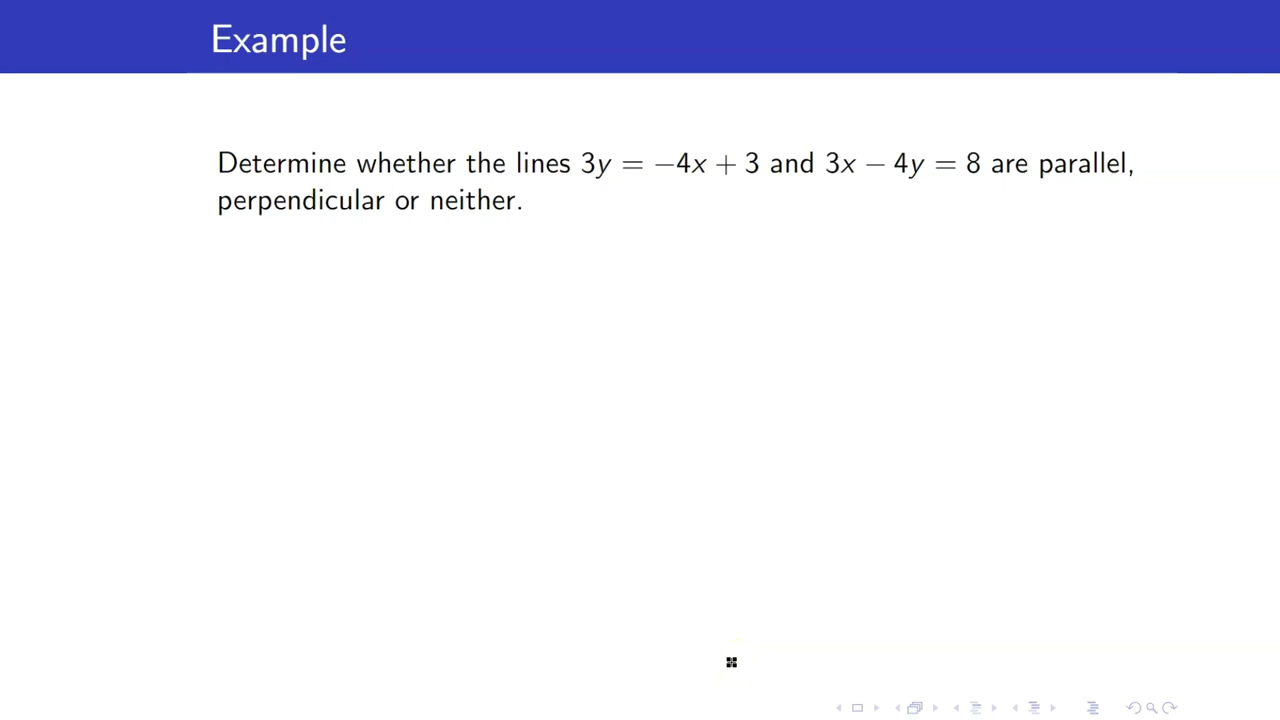 Example
Determine whether the lines 3y = −4x + 3 and 3x − 4y = 8 are parallel,
perpendicular or neither.